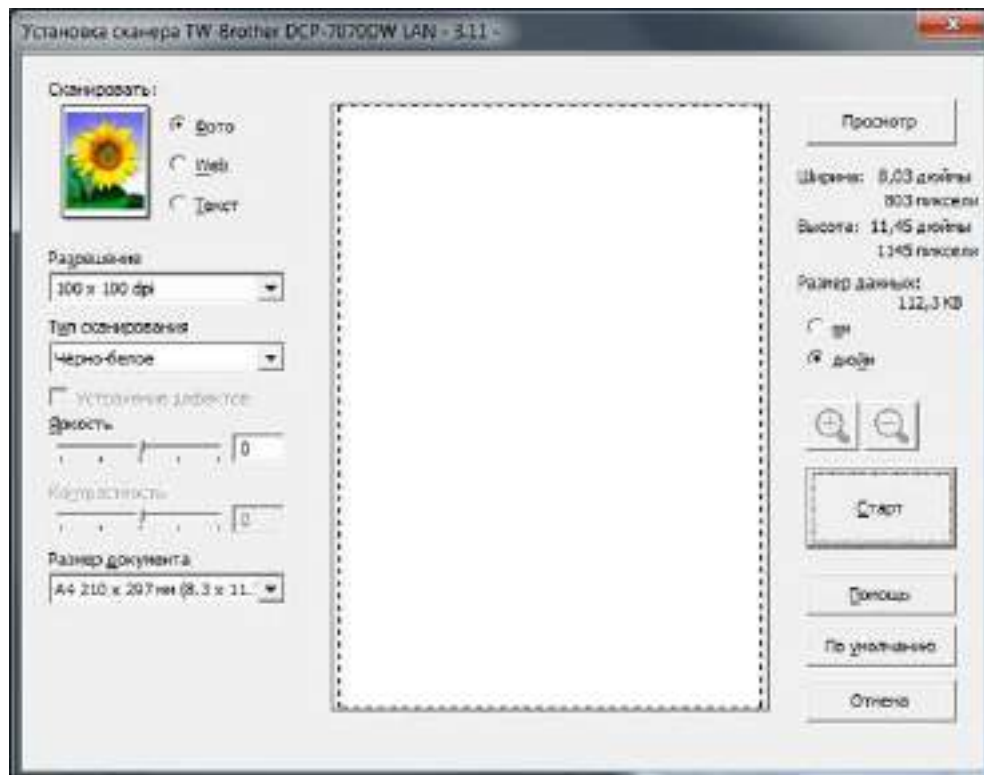 Установка сканера TW-Brother DCP-7070DW LAN - 3.11 -
Сканировать:
Фото
Web
Текст
Разрешение
100 x 100 dpi
Тип сканирования
Черно-белое
Устранение дефектов
Яркость
0
Контрастность
0
Размер документа
A4 210 x 297 мм (8.3 x 11.
Просмотр
Ширина: 8,03 дюймы
803 пиксели
Высота: 11,45 дюймы
1145 пиксели
Размер данных:
112,3 KB
мм
дюйм
Старт
Помощь
По умолчанию
Отмена